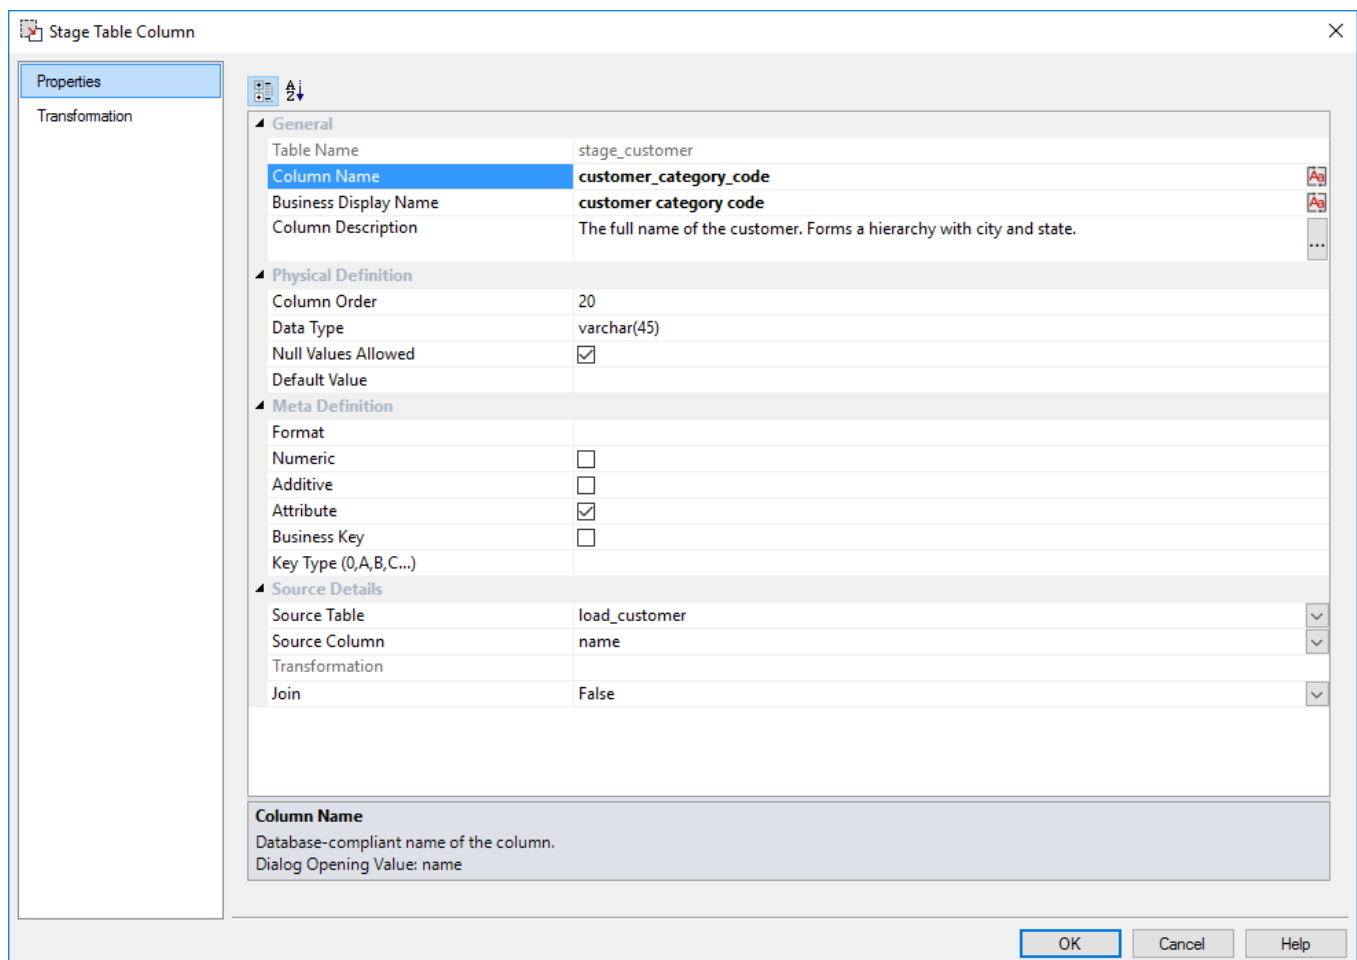 Stage Table Column
Properties
Transformation
General
Table Name stage_customer
Column Name customer_category_code
Business Display Name customer category code
Column Description The full name of the customer. Forms a hierarchy with city and state.
...
Physical Definition
Column Order 20
Data Type varchar(45)
Null Values Allowed
Default Value
Meta Definition
Format
Numeric
Additive
Attribute
Business Key
Key Type (0,A,B,C...)
Source Details
Source Table load_customer
Source Column name
Transformation
Join False
Column Name
Database-compliant name of the column.
Dialog Opening Value: name
OK Cancel Help